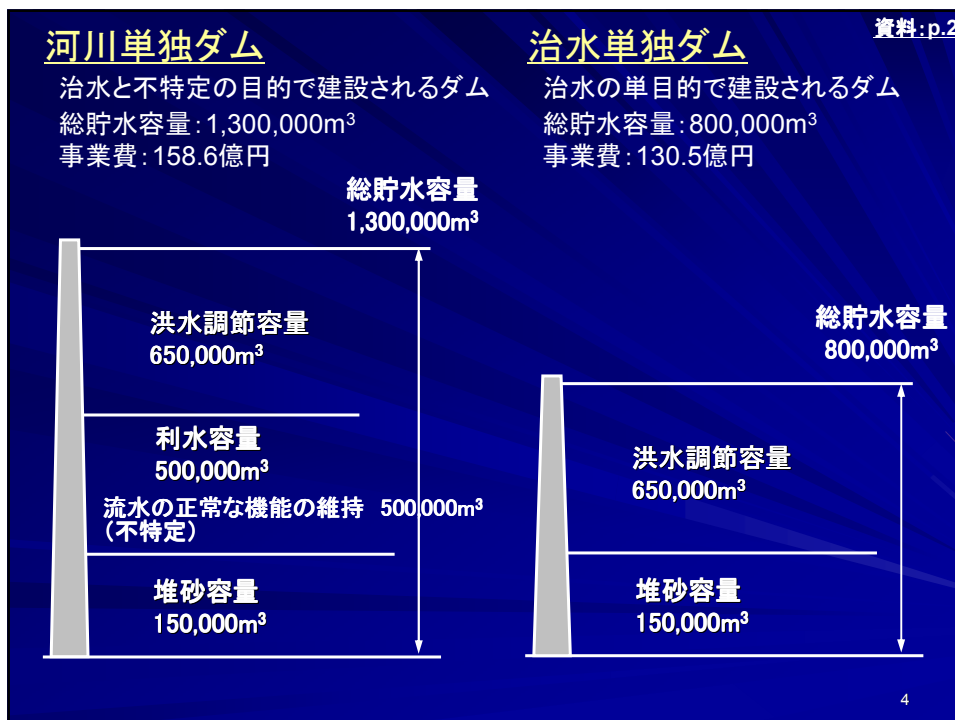 資料:p.2
河川単独ダム
治水と不特定の目的で建設されるダム
総貯水容量:1,300,000m³
事業費:158.6億円
総貯水容量
1,300,000m³
洪水調節容量
650,000m³
利水容量
500,000m³
流水の正常な機能の維持 500,000m³
(不特定)
堆砂容量
150,000m³
治水単独ダム
治水の単目的で建設されるダム
総貯水容量:800,000m³
事業費:130.5億円
総貯水容量
800,000m³
洪水調節容量
650,000m³
堆砂容量
150,000m³
4